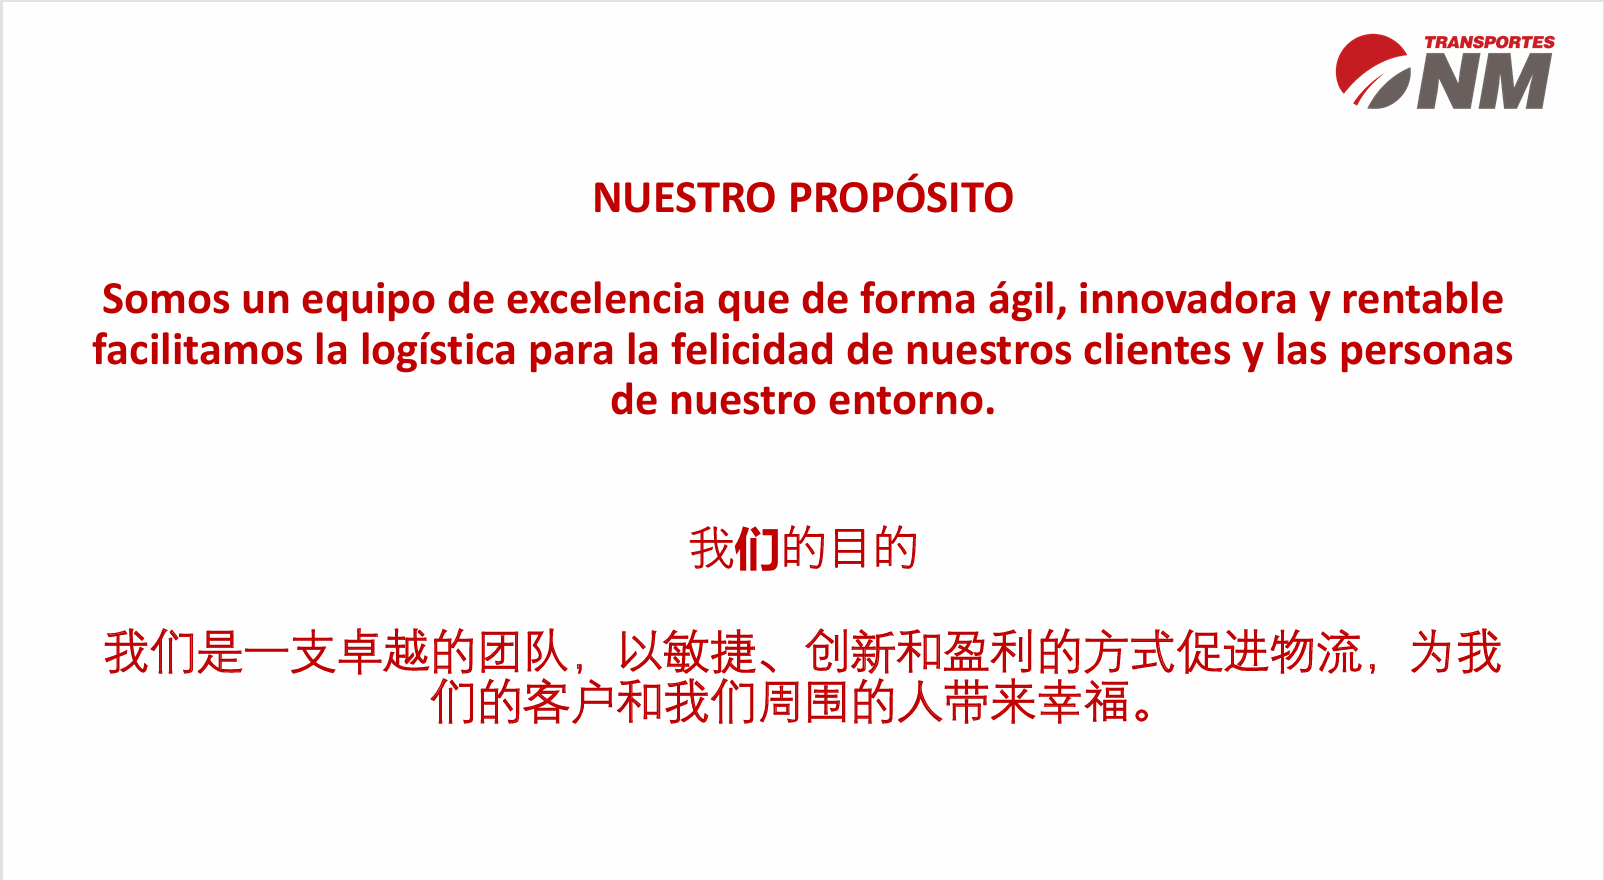 TRANSPORTES
NM
NUESTRO PROPÓSITO
Somos un equipo de excelencia que de forma ágil, innovadora y rentable
facilitamos la logística para la felicidad de nuestros clientes y las personas
de nuestro entorno.
我们的目的
我们是一支卓越的团队，以敏捷、创新和盈利的方式促进物流，为我
们的客户和我们周围的人带来幸福。